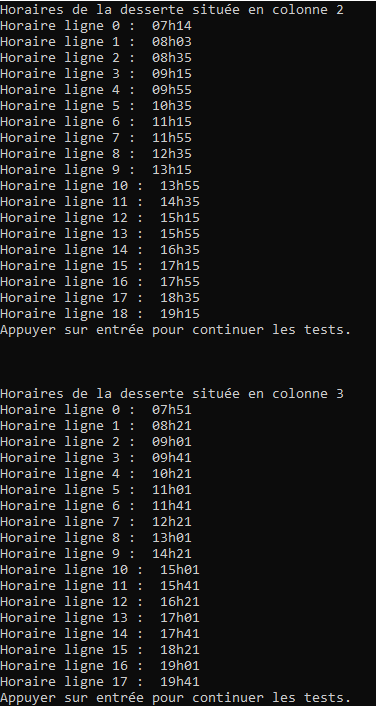 Horaires de la desserte située en colonne 2
Horaire ligne 0 :  07h14
Horaire ligne 1 :  08h03
Horaire ligne 2 :  08h35
Horaire ligne 3 :  09h15
Horaire ligne 4 :  09h55
Horaire ligne 5 :  10h35
Horaire ligne 6 :  11h15
Horaire ligne 7 :  11h55
Horaire ligne 8 :  12h35
Horaire ligne 9 :  13h15
Horaire ligne 10 :  13h55
Horaire ligne 11 :  14h35
Horaire ligne 12 :  15h15
Horaire ligne 13 :  15h55
Horaire ligne 14 :  16h35
Horaire ligne 15 :  17h15
Horaire ligne 16 :  17h55
Horaire ligne 17 :  18h35
Horaire ligne 18 :  19h15
Appuyer sur entrée pour continuer les tests.
Horaires de la desserte située en colonne 3
Horaire ligne 0 :  07h51
Horaire ligne 1 :  08h21
Horaire ligne 2 :  09h01
Horaire ligne 3 :  09h41
Horaire ligne 4 :  10h21
Horaire ligne 5 :  11h01
Horaire ligne 6 :  11h41
Horaire ligne 7 :  12h21
Horaire ligne 8 :  13h01
Horaire ligne 9 :  14h21
Horaire ligne 10 :  15h01
Horaire ligne 11 :  15h41
Horaire ligne 12 :  16h21
Horaire ligne 13 :  17h01
Horaire ligne 14 :  17h41
Horaire ligne 15 :  18h21
Horaire ligne 16 :  19h01
Horaire ligne 17 :  19h41
Appuyer sur entrée pour continuer les tests.